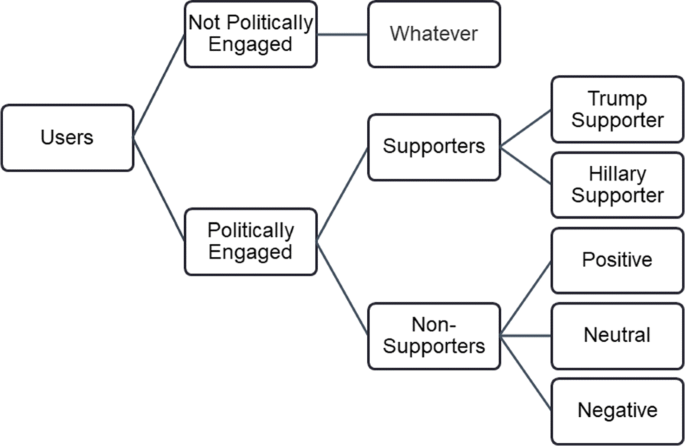 Not Politically
Engaged
Whatever
Users
Supporters
Trump
Supporter
Hillary
Supporter
Politically
Engaged
Non-
Supporters
Positive
Neutral
Negative